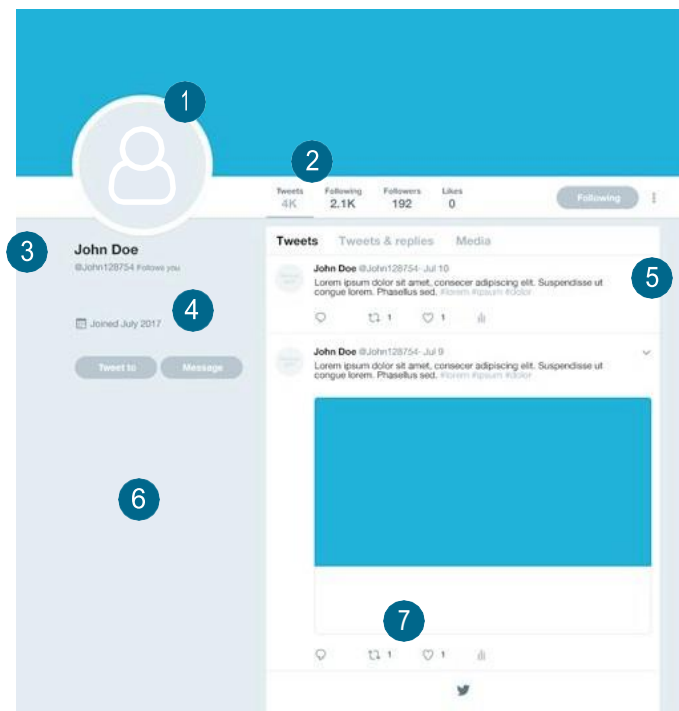 1
2
Tweets Following Followers Likes
4K 2.1K 192 0
Following
3
John Doe
@John128754 Follows you
4
Joined July 2017
Tweet to Message
6
Tweets Tweets & replies Media
5
John Doe @John128754- Jul 10
Lorem ipsum dolor sit amet, consecer adipiscing elit. Suspendisse ut
congue lorem. Phasellus sed. #lorem #ipsum #dolor
1 1
John Doe @John128754- Jul 9
Lorem ipsum dolor sit amet, consecer adipiscing elit. Suspendisse ut
congue lorem. Phasellus sed. #lorem #ipsum #dolor
7
1 1